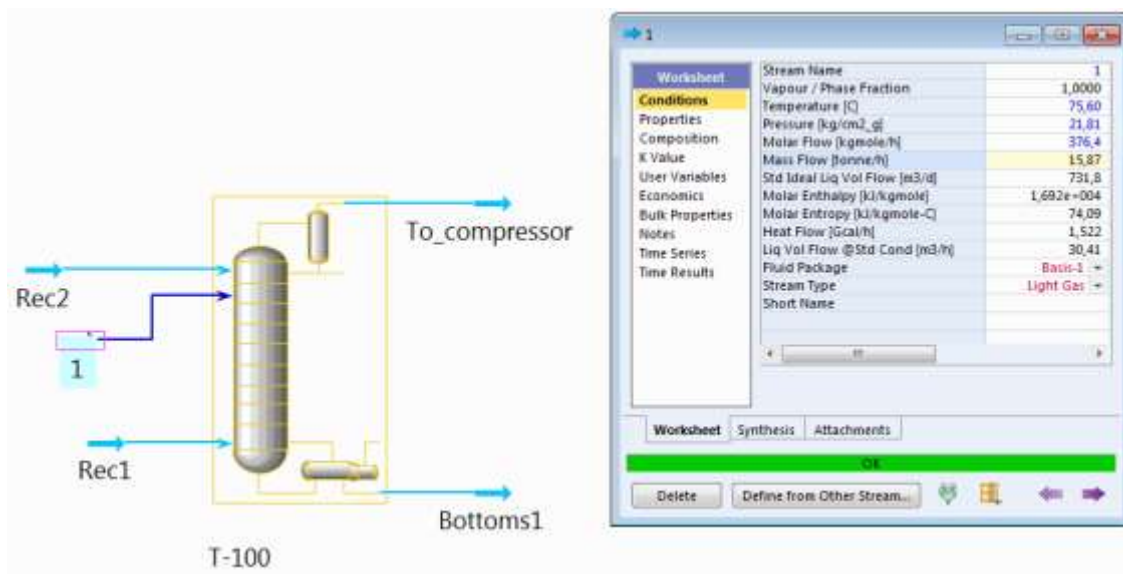 To_compressor
Rec2
1
Rec1
Bottoms1
T-100
1
Worksheet
Conditions
Properties
Composition
K Value
User Variables
Economics
Bulk Properties
Notes
Time Series
Time Results
Stream Name 1
Vapour / Phase Fraction 1,0000
Temperature [C] 75,60
Pressure [kg/cm2_g] 21,81
Molar Flow [kgmole/h] 376,4
Mass Flow [tonne/h] 15,87
Std Ideal Liq Vol Flow [m3/d] 731,8
Molar Enthalpy [kJ/kgmole] 1,692e+004
Molar Entropy [kJ/kgmole-C] 74,09
Heat Flow [Gcal/h] 1,522
Liq Vol Flow @Std Cond [m3/h] 30,41
Fluid Package Basis-1
Stream Type Light Gas
Short Name
Worksheet Synthesis Attachments
OK
Delete Define from Other Stream...